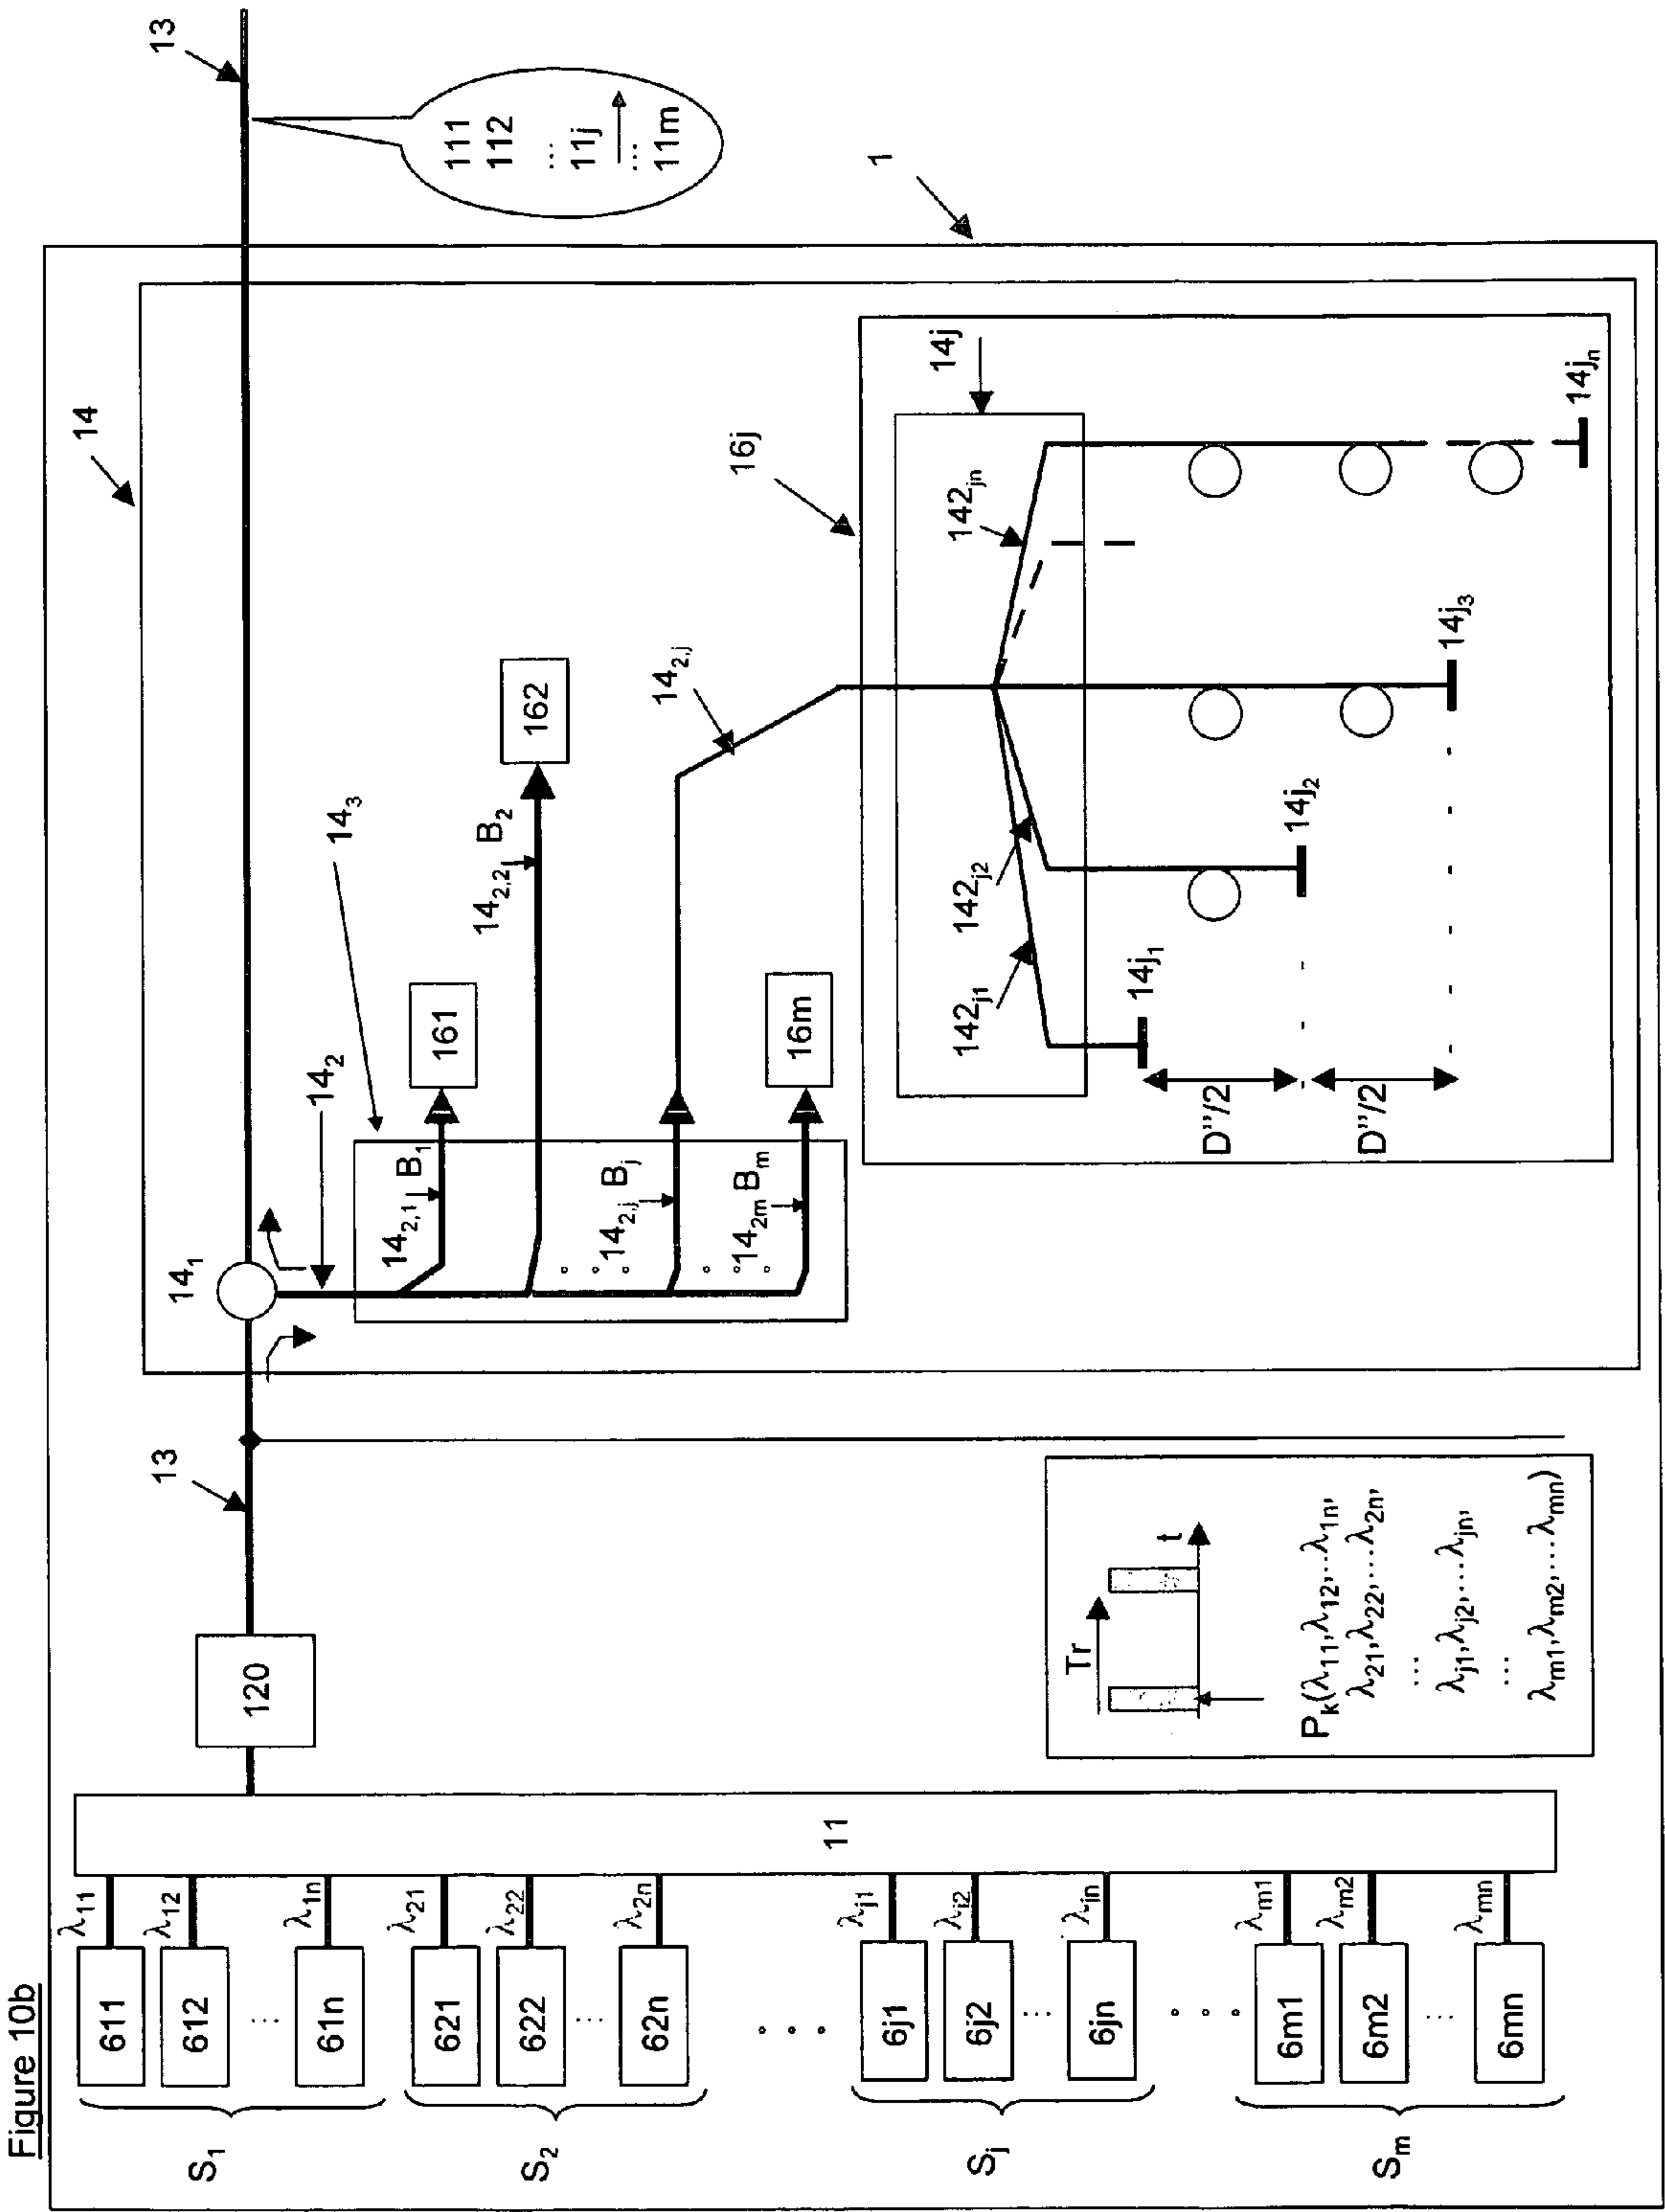 Figure 10b
S₁
S₂
Sⱼ
Sₘ
611
612
...
61n
621
622
...
62n
6j1
6j2
...
6jn
6m1
6m2
...
6mn
λ11
λ12
λ1n
λ21
λ22
λ2n
λj1
λj2
λjn
λm1
λm2
λmn
11
120
13
Tr
t
Pk(λ11,λ12,...λ1n,
λ21,λ22,...λ2n,
...
λj1,λj2,...λjn,
...
λm1,λm2,...λmn)
14
14₁
14₂
14₃
14₂,₁ B₁
14₂,₂ B₂
14₂,ⱼ Bⱼ
14₂ₘ Bₘ
161
162
16m
14₂,ⱼ
16j
14j
142ⱼ₁
142ⱼ₂
142ⱼₙ
14j₁
14j₂
14j₃
14jₙ
D''/2
D''/2
1
13
111
112
... 11j
... 11m